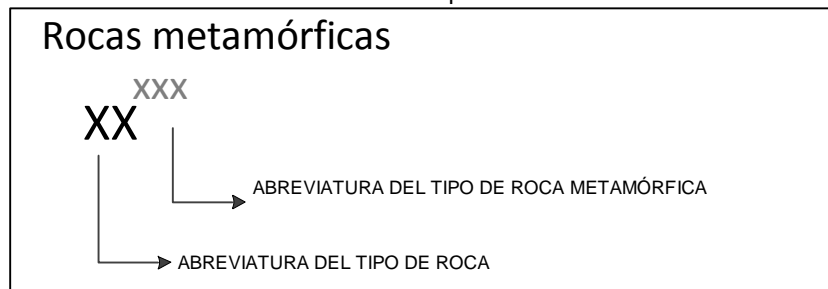 Rocas metamórficas
xxx
XX
ABREVIATURA DEL TIPO DE ROCA METAMÓRFICA
ABREVIATURA DEL TIPO DE ROCA